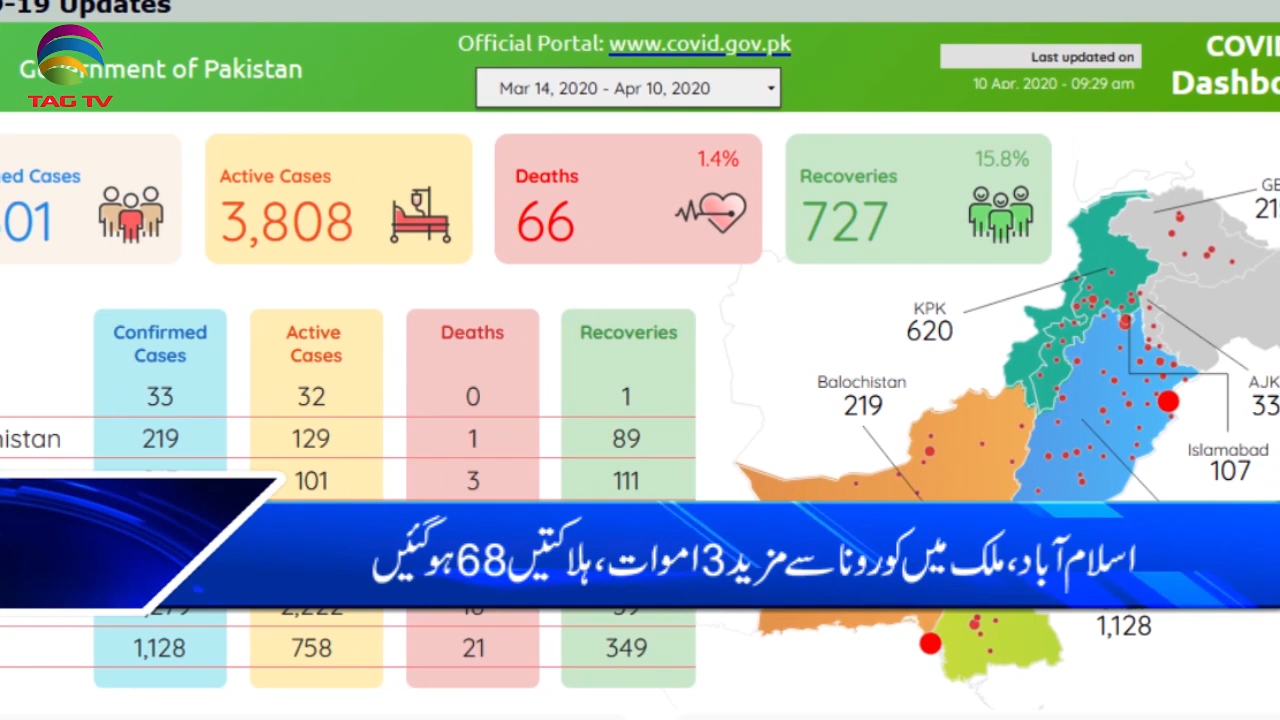 -19 Updates
Government of Pakistan
TAG TV
Official Portal: www.covid.gov.pk
Mar 14, 2020 - Apr 10, 2020
Last updated on
10 Apr. 2020 - 09:29 am
COVI
Dashbo
ed Cases
01
Active Cases
3,808
Deaths
66
1.4%
Recoveries
727
15.8%
GB
21
KPK
620
Balochistan
219
AJK
33
Islamabad
107
1,128
Confirmed Cases Active Cases Deaths Recoveries
33 32 0 1
histan 219 129 1 89
101 3 111
اسلام آباد، ملک میں کورونا سے مزید 3 اموات، ہلاکتیں 68 ہوگئیں
1,128 758 21 349